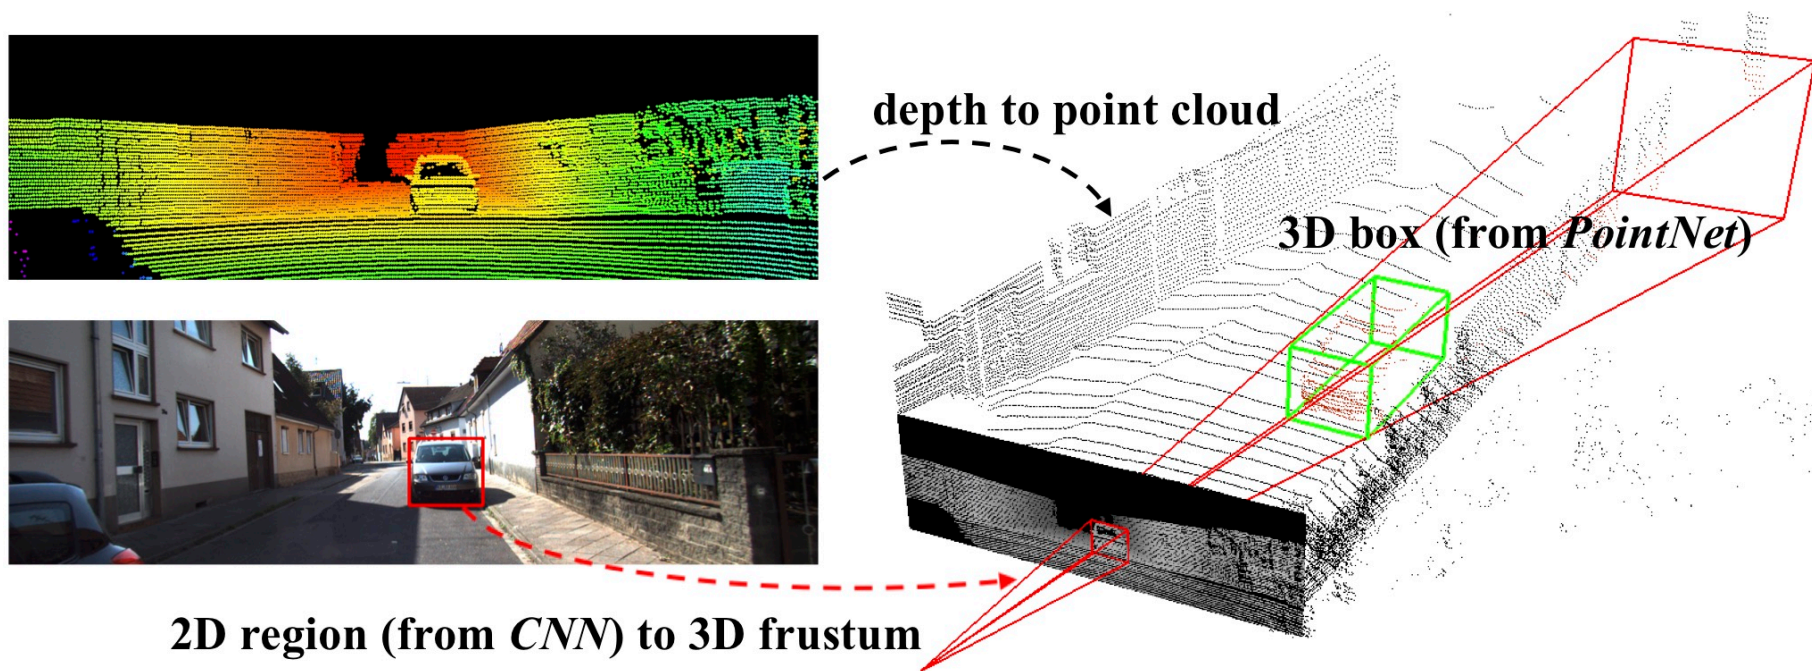 depth to point cloud
3D box (from PointNet)
2D region (from CNN) to 3D frustum